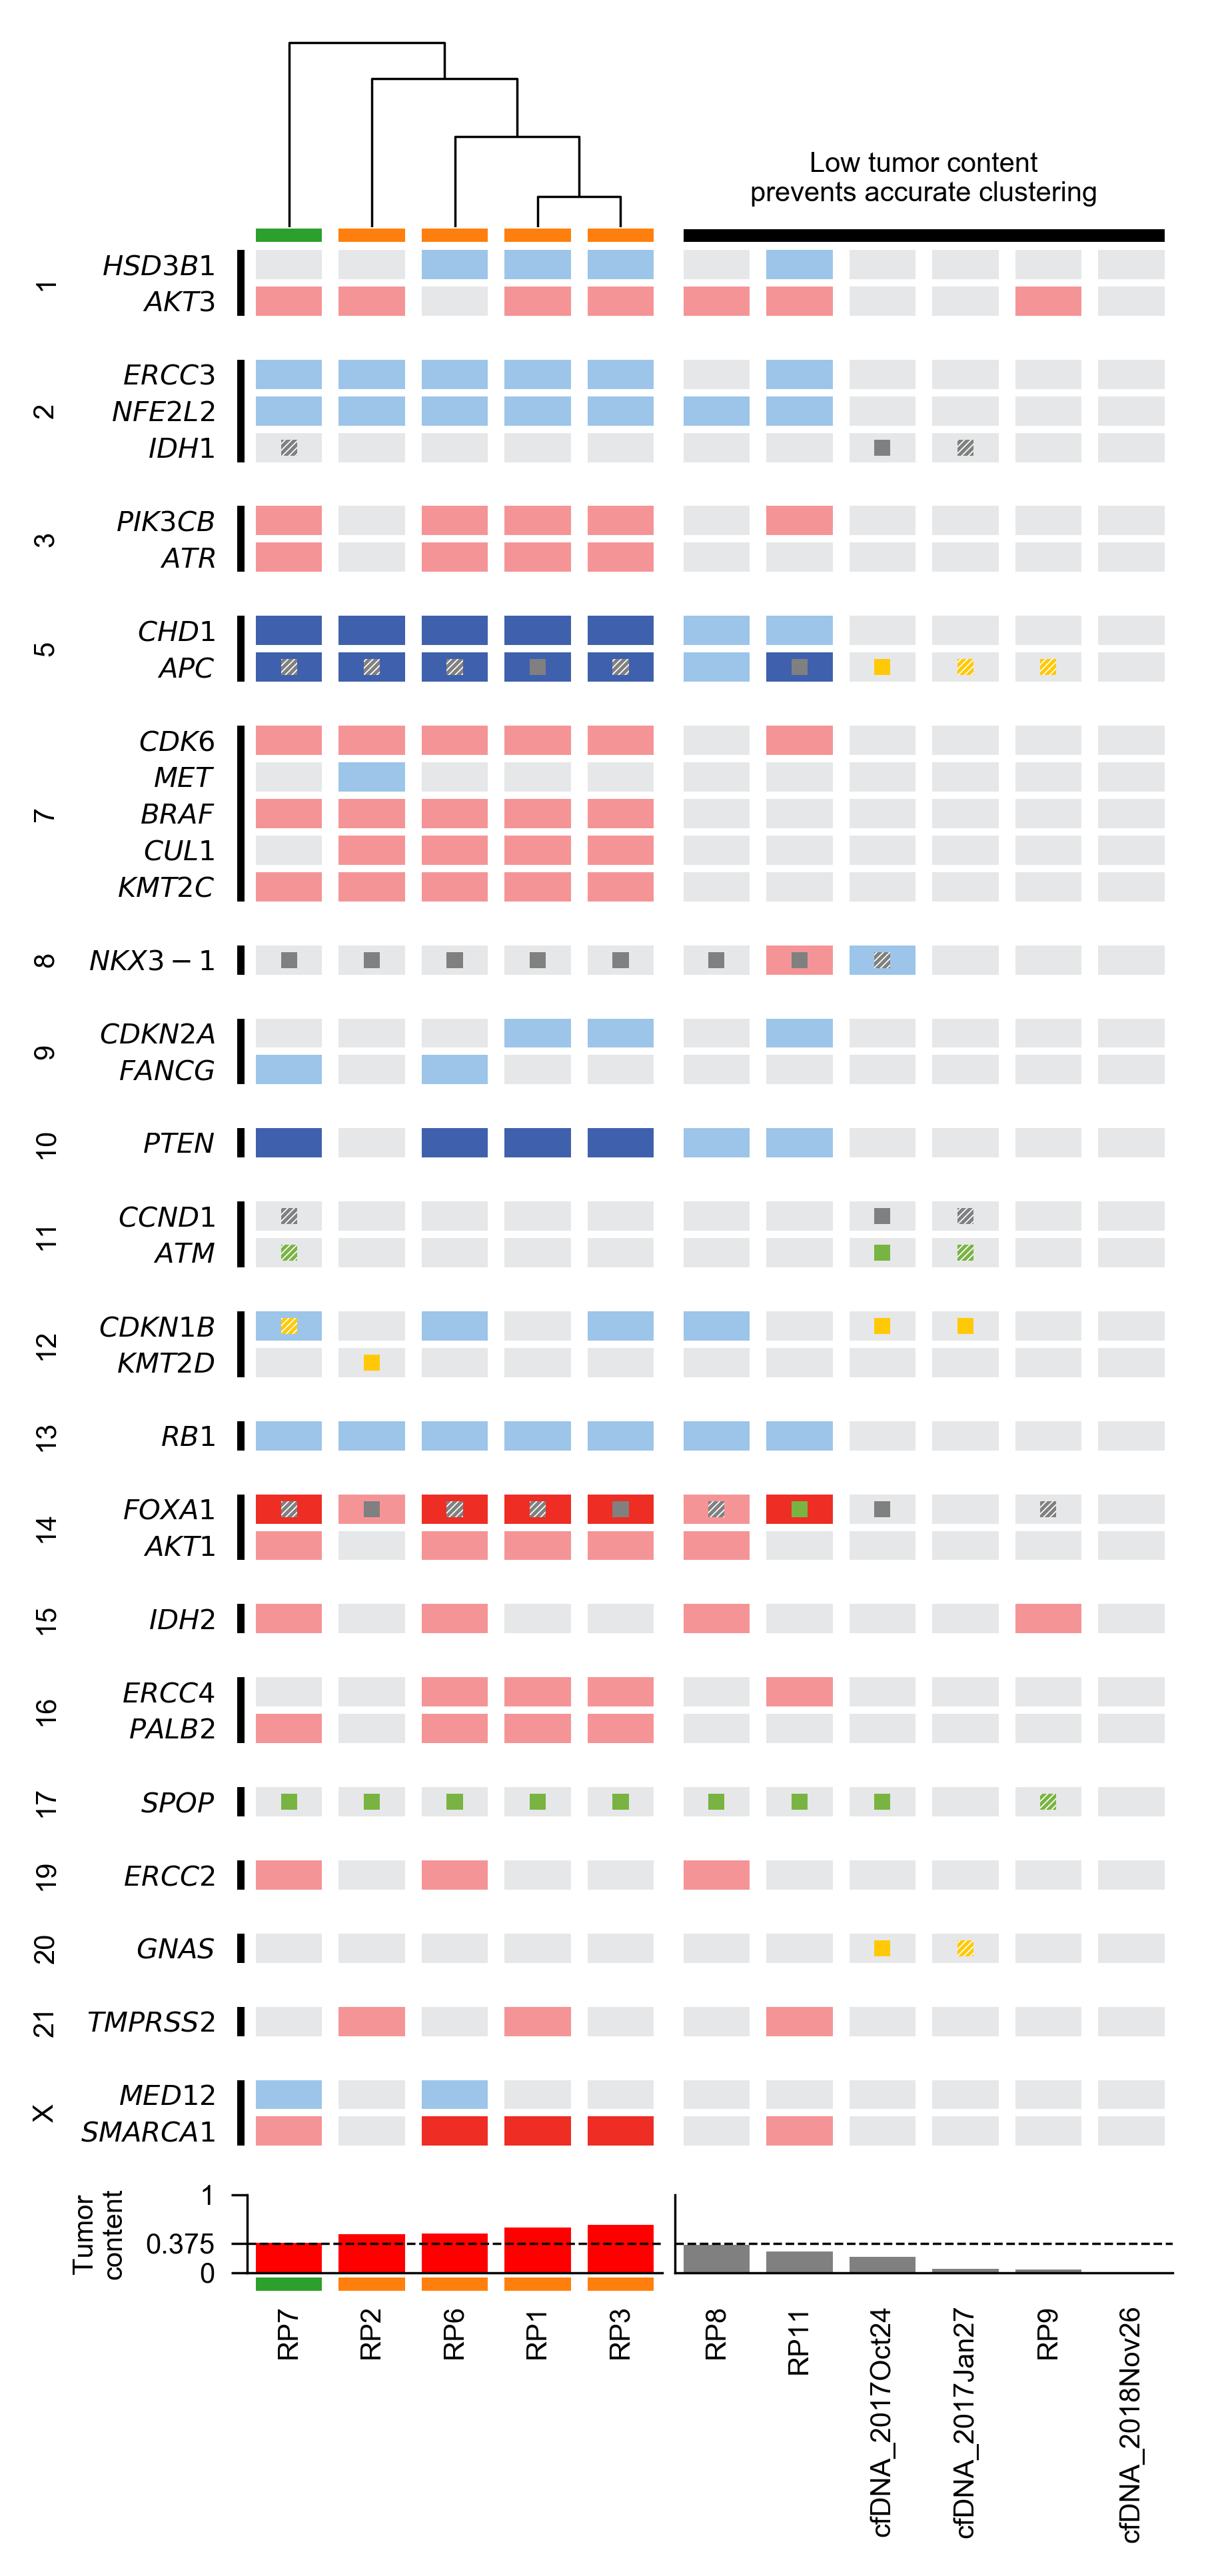 Low tumor content
prevents accurate clustering
1
HSD3B1
AKT3
2
ERCC3
NFE2L2
IDH1
3
PIK3CB
ATR
5
CHD1
APC
7
CDK6
MET
BRAF
CUL1
KMT2C
8
NKX3−1
9
CDKN2A
FANCG
10
PTEN
11
CCND1
ATM
12
CDKN1B
KMT2D
13
RB1
14
FOXA1
AKT1
15
IDH2
16
ERCC4
PALB2
17
SPOP
19
ERCC2
20
GNAS
21
TMPRSS2
X
MED12
SMARCA1
Tumor
content
1
0.375
0
RP7
RP2
RP6
RP1
RP3
RP8
RP11
cfDNA_2017Oct24
cfDNA_2017Jan27
RP9
cfDNA_2018Nov26